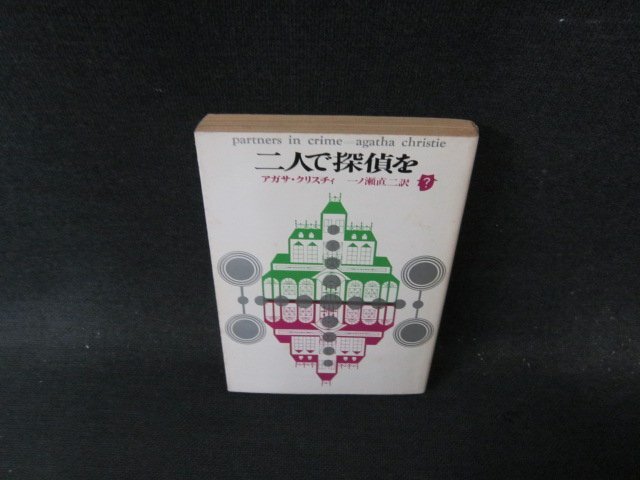 partners in crime—agatha christie
二人で探偵を
アガサ・クリスチィ 一ノ瀬直二訳 ?